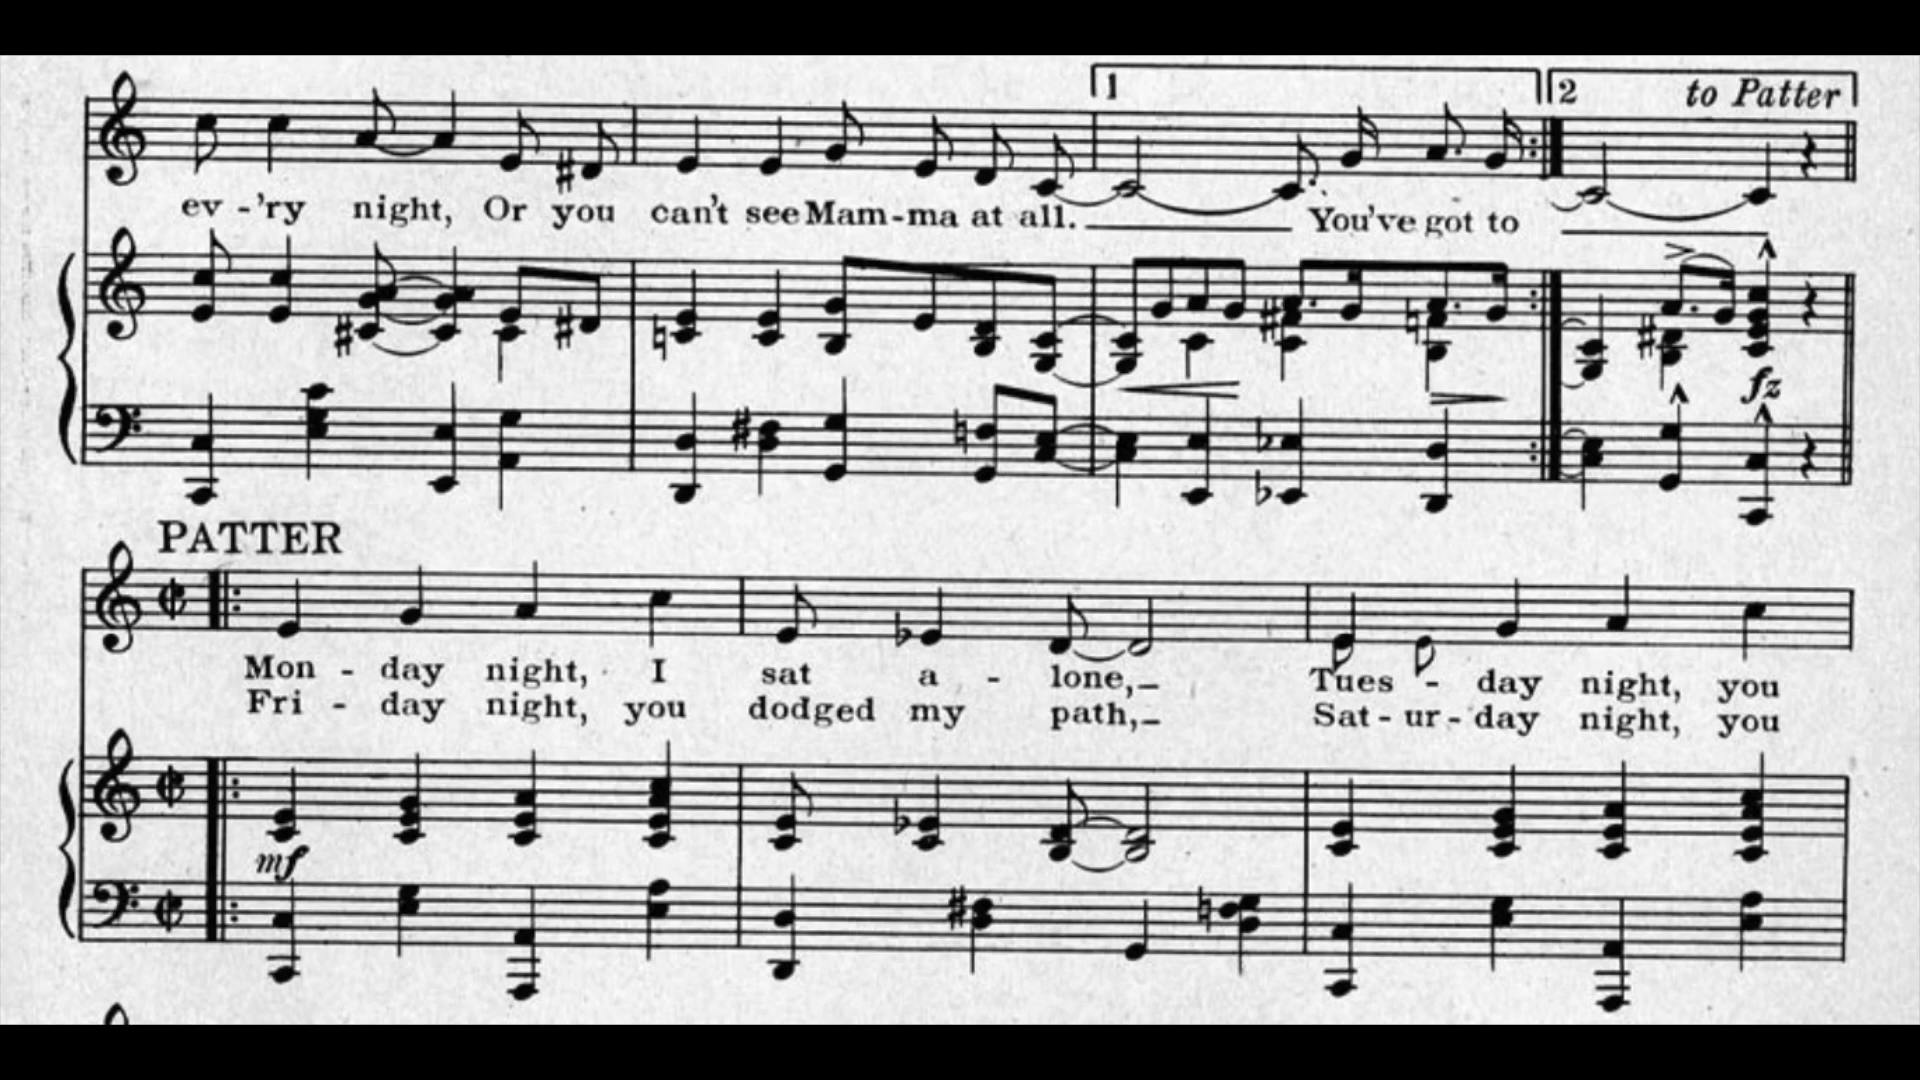 1 2 to Patter
ev-'ry night, Or you can't see Mam-ma at all. You've got to
fz
PATTER
Mon - day night, I sat a - lone,_ Tues - day night, you
Fri - day night, you dodged my path,_ Sat-ur-day night, you
mf